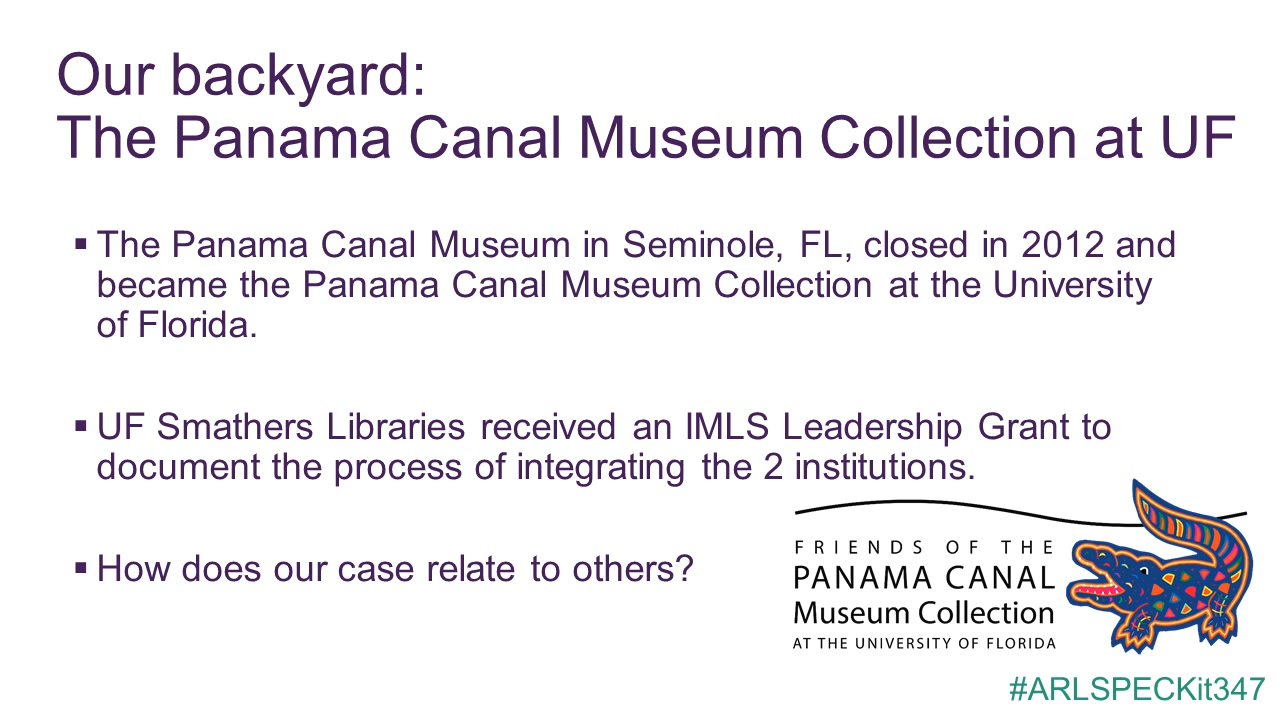 Our backyard:
The Panama Canal Museum Collection at UF
▪ The Panama Canal Museum in Seminole, FL, closed in 2012 and
became the Panama Canal Museum Collection at the University
of Florida.
▪ UF Smathers Libraries received an IMLS Leadership Grant to
document the process of integrating the 2 institutions.
▪ How does our case relate to others?
FRIENDS OF THE
PANAMA CANAL
Museum Collection
AT THE UNIVERSITY OF FLORIDA
#ARLSPECKit347